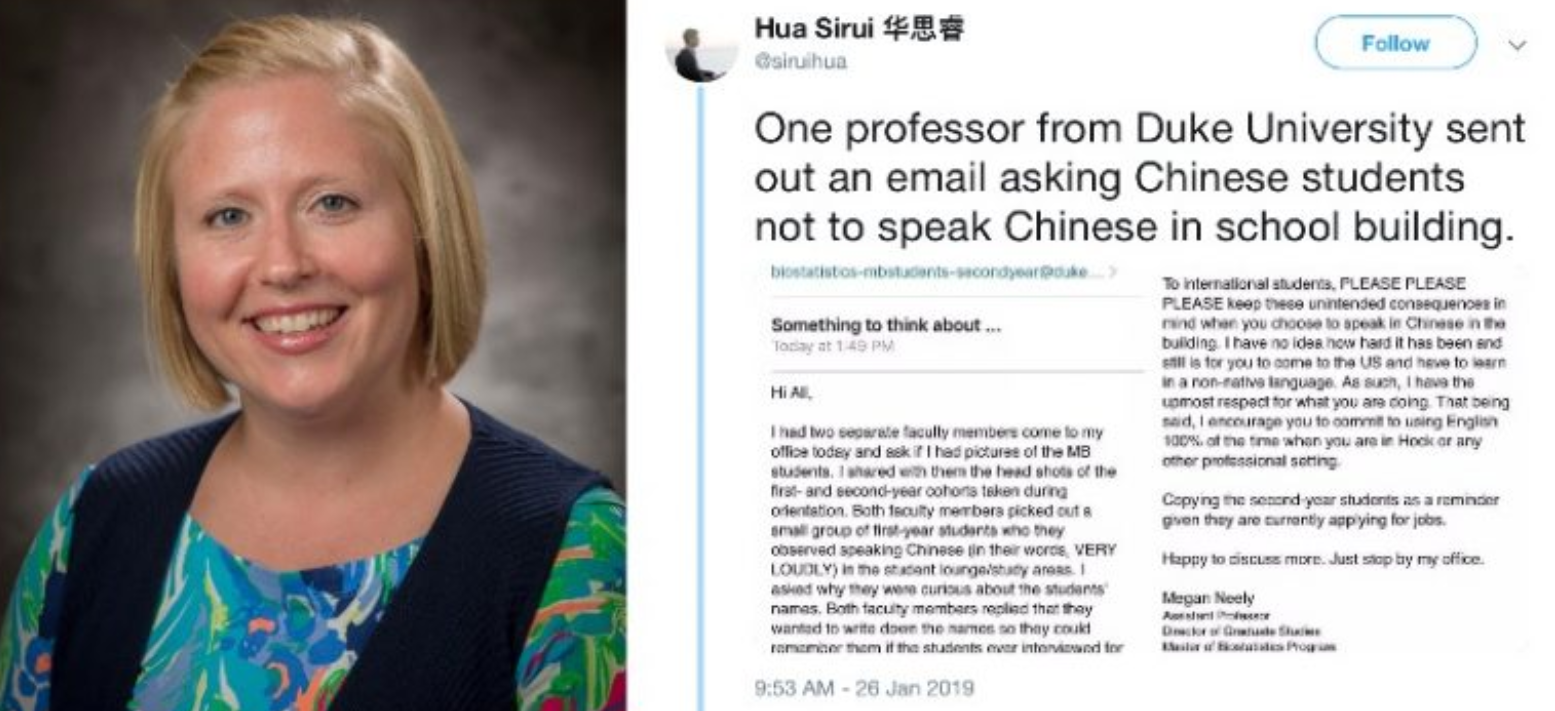 Hua Sirui 华思睿
@siruihua
Follow
One professor from Duke University sent
out an email asking Chinese students
not to speak Chinese in school building.
biostatistics-mbstudents-secondyear@duke... >
Something to think about ...
Today at 1:49 PM
Hi All,
I had two separate faculty members come to my
office today and ask if I had pictures of the MB
students. I shared with them the head shots of the
first- and second-year cohorts taken during
orientation. Both faculty members picked out a
small group of first-year students who they
observed speaking Chinese (in their words, VERY
LOUDLY) in the student lounge/study areas. I
asked why they were curious about the students'
names. Both faculty members replied that they
wanted to write down the names so they could
remember them if the students ever interviewed for
To international students, PLEASE PLEASE
PLEASE keep these unintended consequences in
mind when you choose to speak in Chinese in the
building. I have no idea how hard it has been and
still is for you to come to the US and have to learn
in a non-native language. As such, I have the
upmost respect for what you are doing. That being
said, I encourage you to commit to using English
100% of the time when you are in Hock or any
other professional setting.
Copying the second-year students as a reminder
given they are currently applying for jobs.
Happy to discuss more. Just stop by my office.
Megan Neely
Assistant Professor
Director of Graduate Studies
Master of Biostatistics Program
9:53 AM - 26 Jan 2019